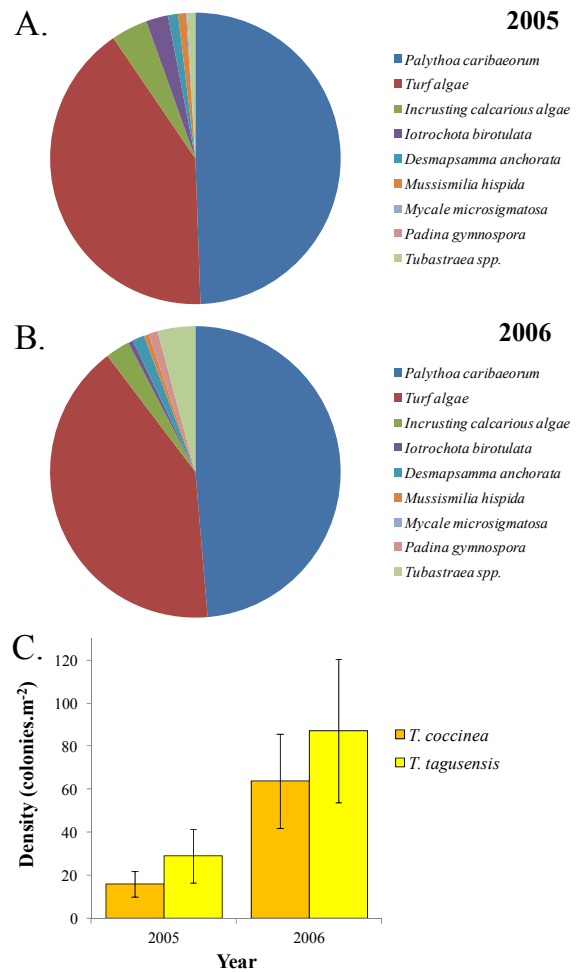 A.
2005
Palythoa caribaeorum
Turf algae
Incrusting calcarious algae
Iotrochota birotulata
Desmapsamma anchorata
Mussismilia hispida
Mycale microsigmatosa
Padina gymnospora
Tubastraea spp.
B.
2006
Palythoa caribaeorum
Turf algae
Incrusting calcarious algae
Iotrochota birotulata
Desmapsamma anchorata
Mussismilia hispida
Mycale microsigmatosa
Padina gymnospora
Tubastraea spp.
C.
Density (colonies.m-2)
120
100
80
60
40
20
0
2005
2006
Year
T. coccinea
T. tagusensis